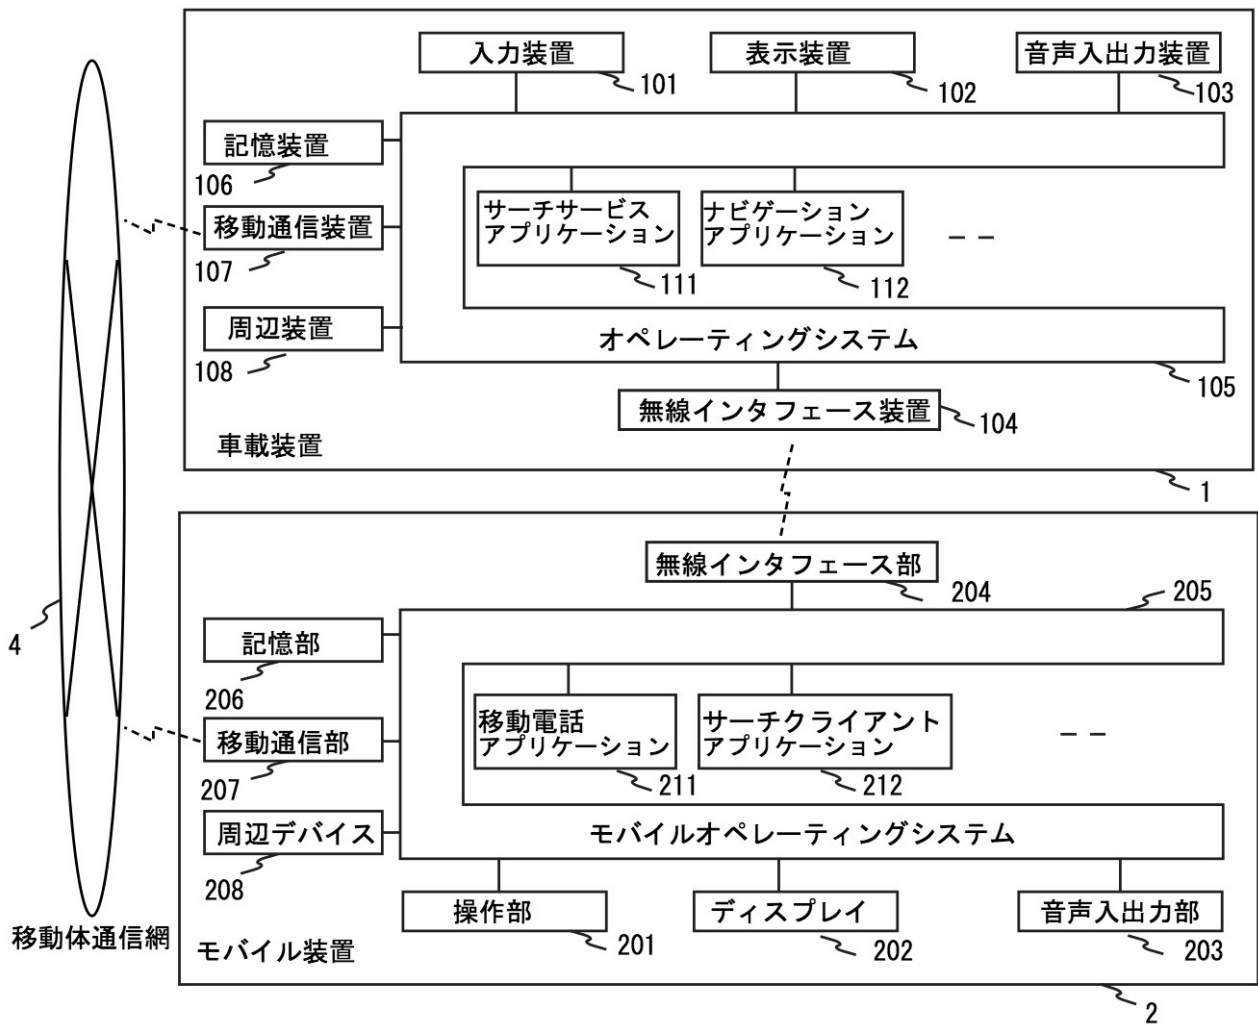 入力装置
101
表示装置
102
音声入出力装置
103
記憶装置
106
移動通信装置
107
周辺装置
108
サーチサービス
アプリケーション
111
ナビゲーション
アプリケーション
112
オペレーティングシステム
105
無線インタフェース装置
104
車載装置
1
無線インタフェース部
204
205
記憶部
206
移動通信部
207
周辺デバイス
208
移動電話
アプリケーション
211
サーチクライアント
アプリケーション
212
モバイルオペレーティングシステム
操作部
201
ディスプレイ
202
音声入出力部
203
モバイル装置
2
4
移動体通信網